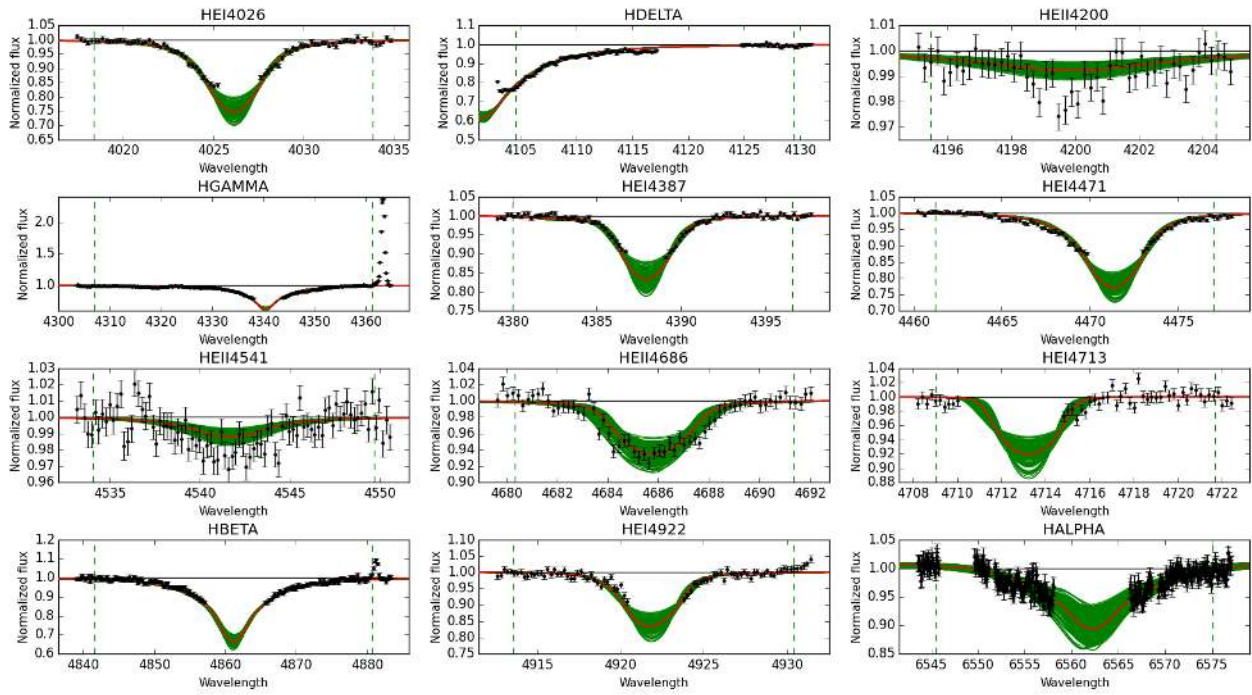 HEI4026 HDELTA HEII4200
Normalized flux 1.05 1.00 0.95 0.90 0.85 0.80 0.75 0.70 0.65
4020 4025 4030 4035
Wavelength
Normalized flux 1.1 1.0 0.9 0.8 0.7 0.6 0.5
4105 4110 4115 4120 4125 4130
Wavelength
Normalized flux 1.01 1.00 0.99 0.98 0.97
4196 4198 4200 4202 4204
Wavelength
HGAMMA HEI4387 HEI4471
Normalized flux 2.0 1.5 1.0
4300 4310 4320 4330 4340 4350 4360
Wavelength
Normalized flux 1.05 1.00 0.95 0.90 0.85 0.80 0.75
4380 4385 4390 4395
Wavelength
Normalized flux 1.05 1.00 0.95 0.90 0.85 0.80 0.75 0.70
4460 4465 4470 4475
Wavelength
HEII4541 HEII4686 HEI4713
Normalized flux 1.03 1.02 1.01 1.00 0.99 0.98 0.97 0.96
4535 4540 4545 4550
Wavelength
Normalized flux 1.04 1.02 1.00 0.98 0.96 0.94 0.92 0.90
4680 4682 4684 4686 4688 4690 4692
Wavelength
Normalized flux 1.04 1.02 1.00 0.98 0.96 0.94 0.92 0.90 0.88
4708 4710 4712 4714 4716 4718 4720 4722
Wavelength
HBETA HEI4922 HALPHA
Normalized flux 1.2 1.1 1.0 0.9 0.8 0.7 0.6
4840 4850 4860 4870 4880
Wavelength
Normalized flux 1.10 1.05 1.00 0.95 0.90 0.85 0.80 0.75
4915 4920 4925 4930
Wavelength
Normalized flux 1.05 1.00 0.95 0.90 0.85
6545 6550 6555 6560 6565 6570 6575
Wavelength